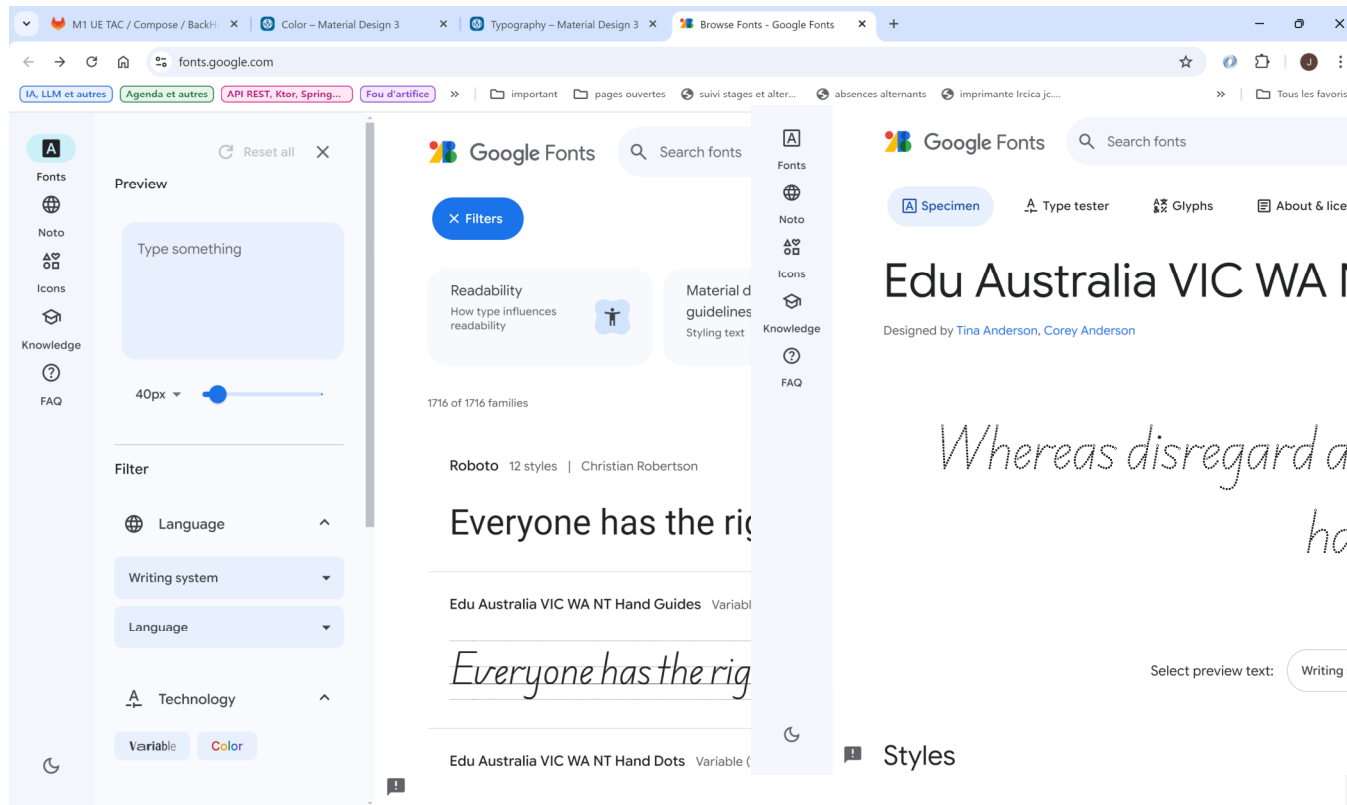 M1 UE TAC / Compose / BackHa
Color – Material Design 3
Typography – Material Design 3
Browse Fonts - Google Fonts
fonts.google.com
J
IA, LLM et autres
Agenda et autres
API REST, Ktor, Spring...
Fou d'artifice
»
important
pages ouvertes
suivi stages et alter...
absences alternants
imprimante Ircica jc....
»
Tous les favoris
A
Fonts
Noto
Icons
Knowledge
FAQ
Reset all
Preview
Type something
40px
Filter
Language
Writing system
Language
Technology
Variable
Color
Google Fonts
Search fonts
Filters
Readability
How type influences
readability
Material d
guidelines
Styling text
1716 of 1716 families
Roboto 12 styles | Christian Robertson
Everyone has the rig
Edu Australia VIC WA NT Hand Guides Variabl
Everyone has the rig
Edu Australia VIC WA NT Hand Dots Variable (
A
Fonts
Noto
Icons
Knowledge
FAQ
Google Fonts
Search fonts
Specimen
Type tester
Glyphs
About & lice
Edu Australia VIC WA N
Designed by Tina Anderson, Corey Anderson
Whereas disregard a
ha
Select preview text:
Writing
Styles